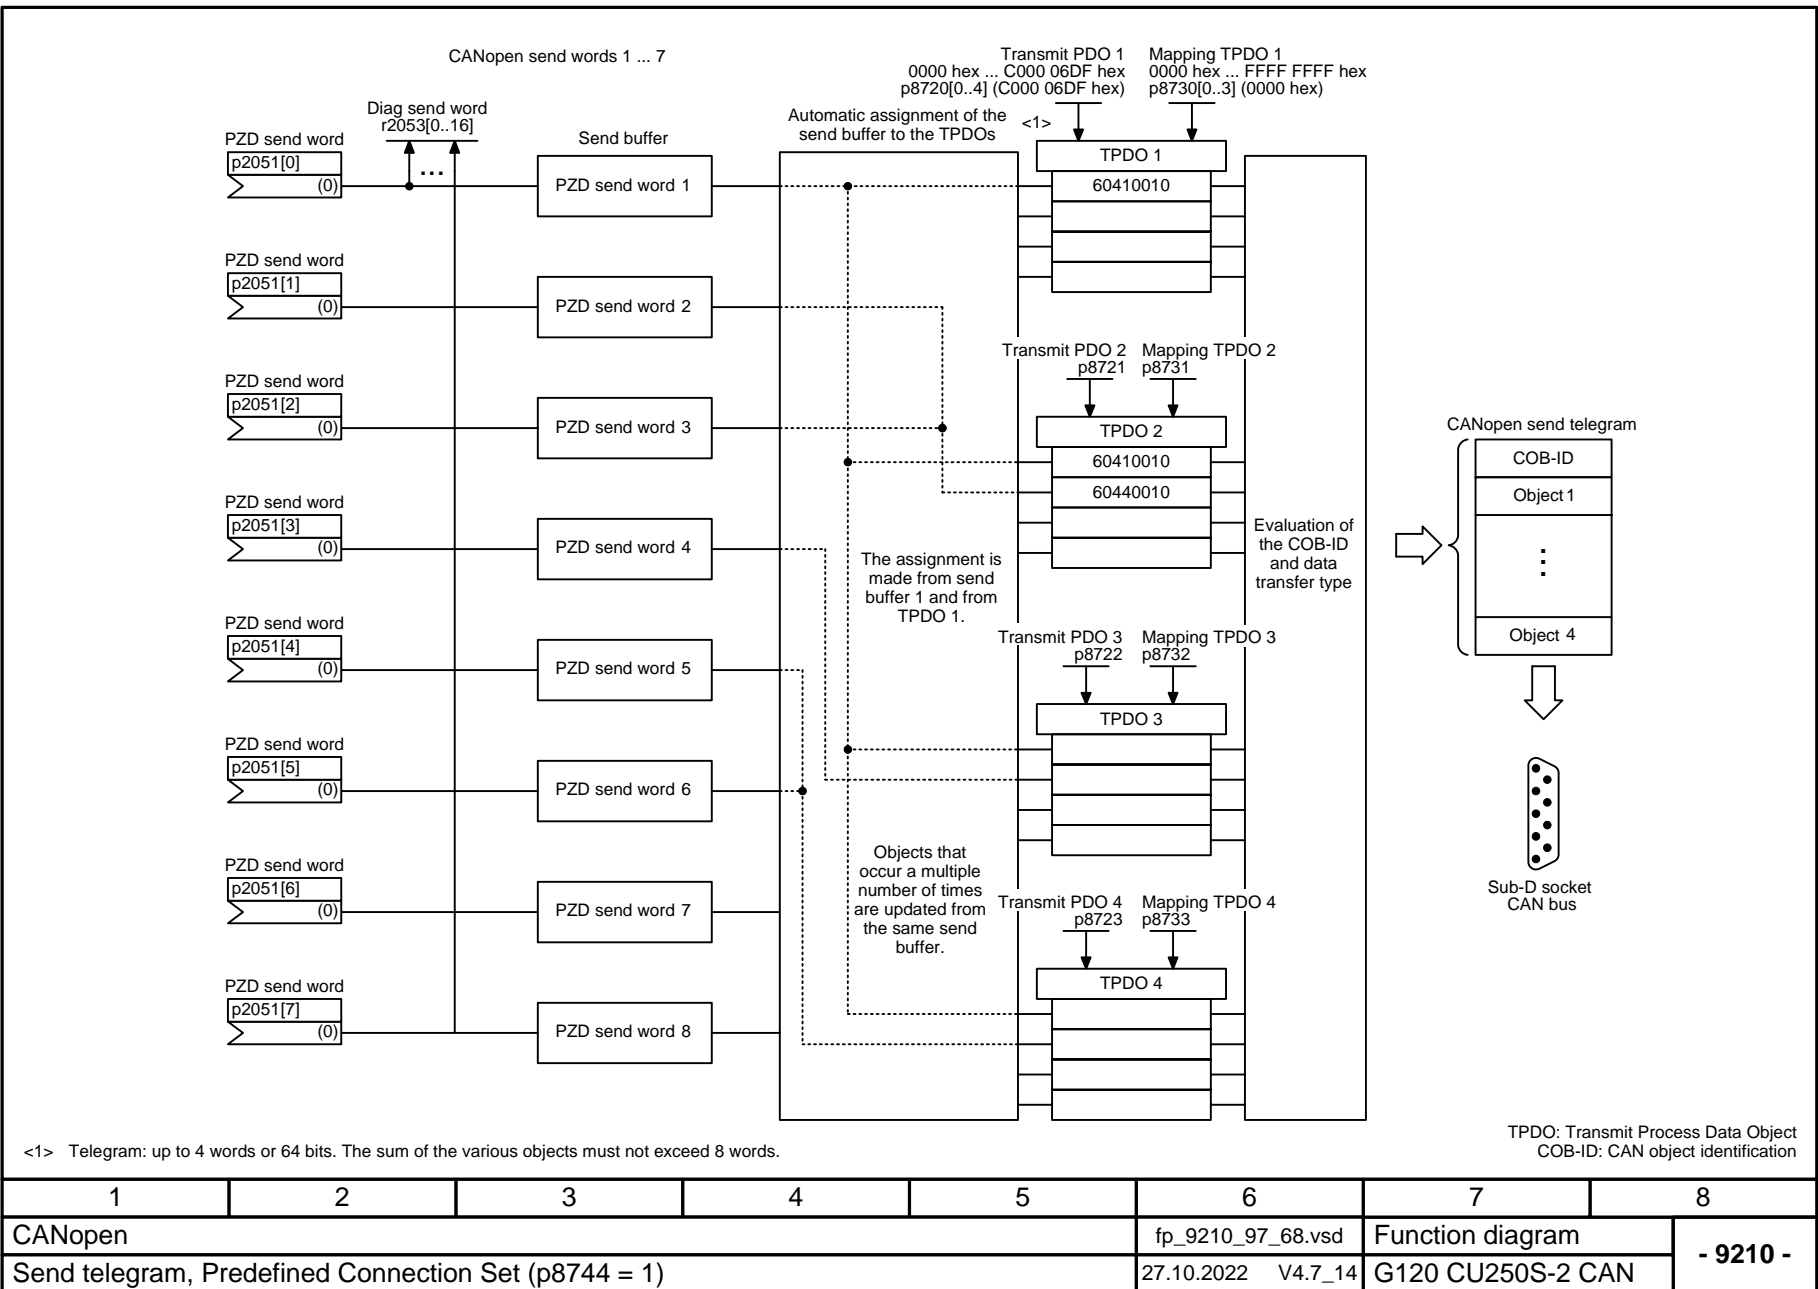 CANopen send words 1 ... 7
Transmit PDO 1
0000 hex ... C000 06DF hex
p8720[0..4] (C000 06DF hex)
Mapping TPDO 1
0000 hex ... FFFF FFFF hex
p8730[0..3] (0000 hex)
Diag send word
r2053[0..16]
...
Send buffer
Automatic assignment of the
send buffer to the TPDOs
<1>
PZD send word
p2051[0]
(0)
PZD send word 1
TPDO 1
60410010
PZD send word
p2051[1]
(0)
PZD send word 2
Transmit PDO 2
p8721
Mapping TPDO 2
p8731
PZD send word
p2051[2]
(0)
PZD send word 3
TPDO 2
60410010
60440010
PZD send word
p2051[3]
(0)
PZD send word 4
The assignment is
made from send
buffer 1 and from
TPDO 1.
Evaluation of
the COB-ID
and data
transfer type
CANopen send telegram
COB-ID
Object 1
⋮
Object 4
PZD send word
p2051[4]
(0)
PZD send word 5
Transmit PDO 3
p8722
Mapping TPDO 3
p8732
TPDO 3
PZD send word
p2051[5]
(0)
PZD send word 6
Sub-D socket
CAN bus
PZD send word
p2051[6]
(0)
PZD send word 7
Objects that
occur a multiple
number of times
are updated from
the same send
buffer.
Transmit PDO 4
p8723
Mapping TPDO 4
p8733
TPDO 4
PZD send word
p2051[7]
(0)
PZD send word 8
<1> Telegram: up to 4 words or 64 bits. The sum of the various objects must not exceed 8 words.
TPDO: Transmit Process Data Object
COB-ID: CAN object identification
1 2 3 4 5 6 7 8
CANopen
fp_9210_97_68.vsd
Function diagram
- 9210 -
Send telegram, Predefined Connection Set (p8744 = 1)
27.10.2022 V4.7_14
G120 CU250S-2 CAN